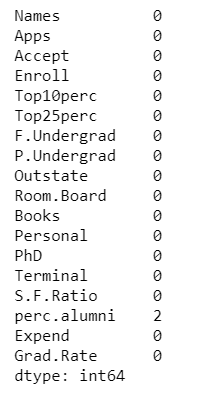 Names 0
Apps 0
Accept 0
Enroll 0
Top10perc 0
Top25perc 0
F.Undergrad 0
P.Undergrad 0
Outstate 0
Room.Board 0
Books 0
Personal 0
PhD 0
Terminal 0
S.F.Ratio 0
perc.alumni 2
Expend 0
Grad.Rate 0
dtype: int64